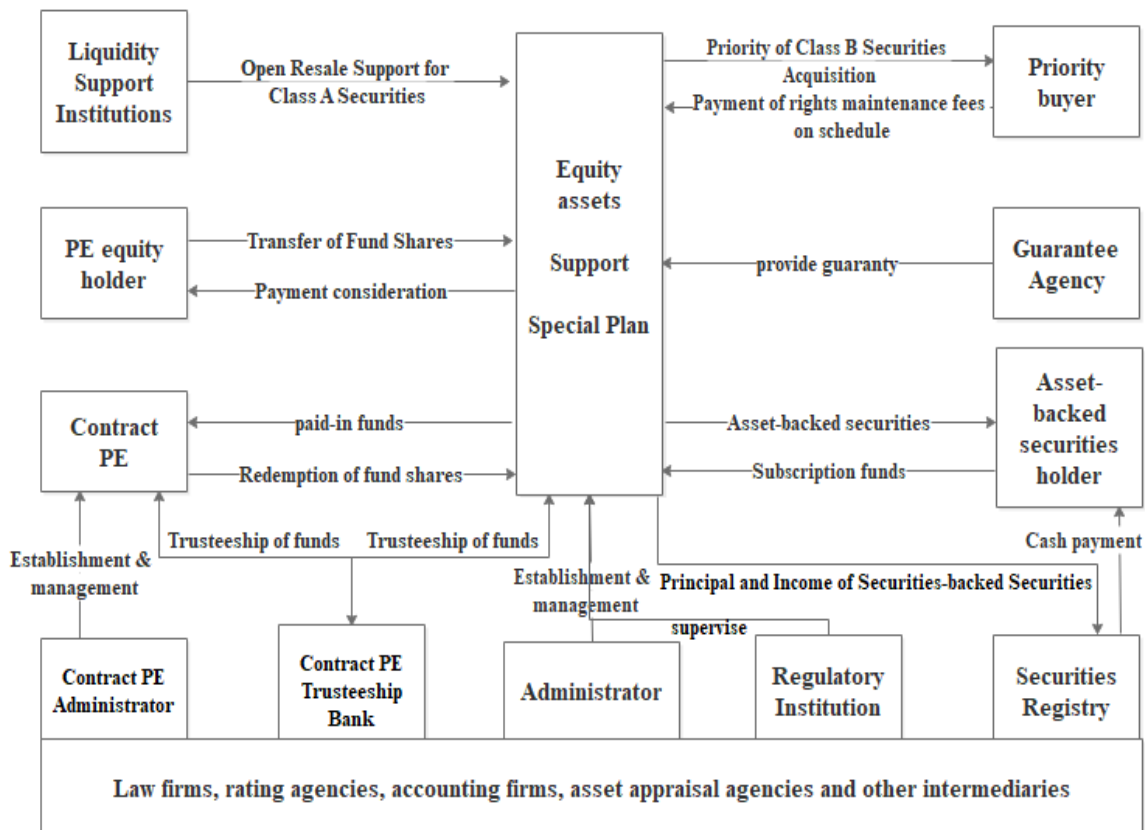 Liquidity
Support
Institutions
Open Resale Support for
Class A Securities
Priority of Class B Securities
Acquisition
Payment of rights maintenance fees
on schedule
Priority
buyer
Equity
assets
Support
Special Plan
PE equity
holder
Transfer of Fund Shares
Payment consideration
provide guaranty
Guarantee
Agency
Contract
PE
paid-in funds
Redemption of fund shares
Asset-backed securities
Subscription funds
Asset-
backed
securities
holder
Trusteeship of funds
Trusteeship of funds
Establishment &
management
Establishment &
management
Principal and Income of Securities-backed Securities
Cash payment
supervise
Contract PE
Administrator
Contract PE
Trusteeship
Bank
Administrator
Regulatory
Institution
Securities
Registry
Law firms, rating agencies, accounting firms, asset appraisal agencies and other intermediaries